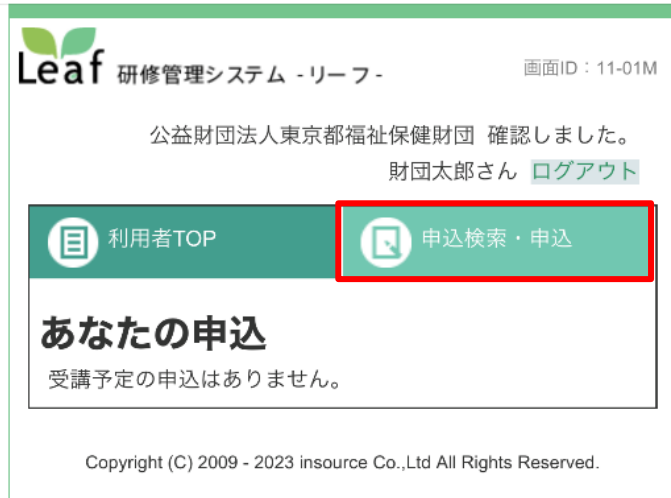 Leaf 研修管理システム - リーフ -
画面ID：11-01M
公益財団法人東京都福祉保健財団 確認しました。
財団太郎さん ログアウト
利用者TOP
申込検索・申込
あなたの申込
受講予定の申込はありません。
Copyright (C) 2009 - 2023 insource Co.,Ltd All Rights Reserved.